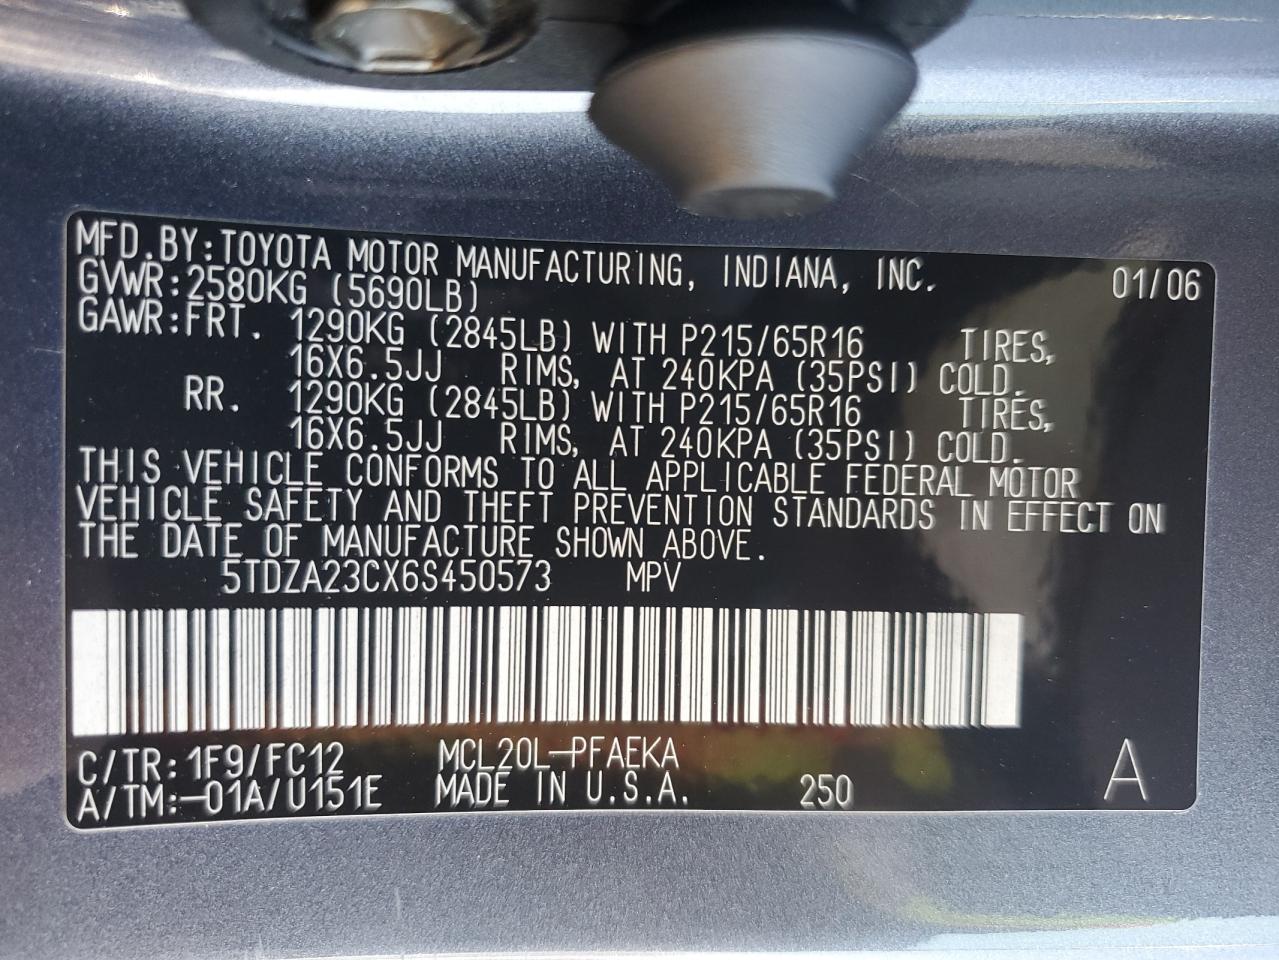 MFD.BY:TOYOTA MOTOR MANUFACTURING, INDIANA, INC. 01/06
GVWR:2580KG (5690LB)
GAWR:FRT. 1290KG (2845LB) WITH P215/65R16 TIRES,
16X6.5JJ RIMS, AT 240KPA (35PSI) COLD.
RR. 1290KG (2845LB) WITH P215/65R16 TIRES,
16X6.5JJ RIMS, AT 240KPA (35PSI) COLD.
THIS VEHICLE CONFORMS TO ALL APPLICABLE FEDERAL MOTOR
VEHICLE SAFETY AND THEFT PREVENTION STANDARDS IN EFFECT ON
THE DATE OF MANUFACTURE SHOWN ABOVE.
5TDZA23CX6S450573 MPV
C/TR:1F9/FC12 MCL20L-PFAEKA A
A/TM:-01A/U151E MADE IN U.S.A. 250